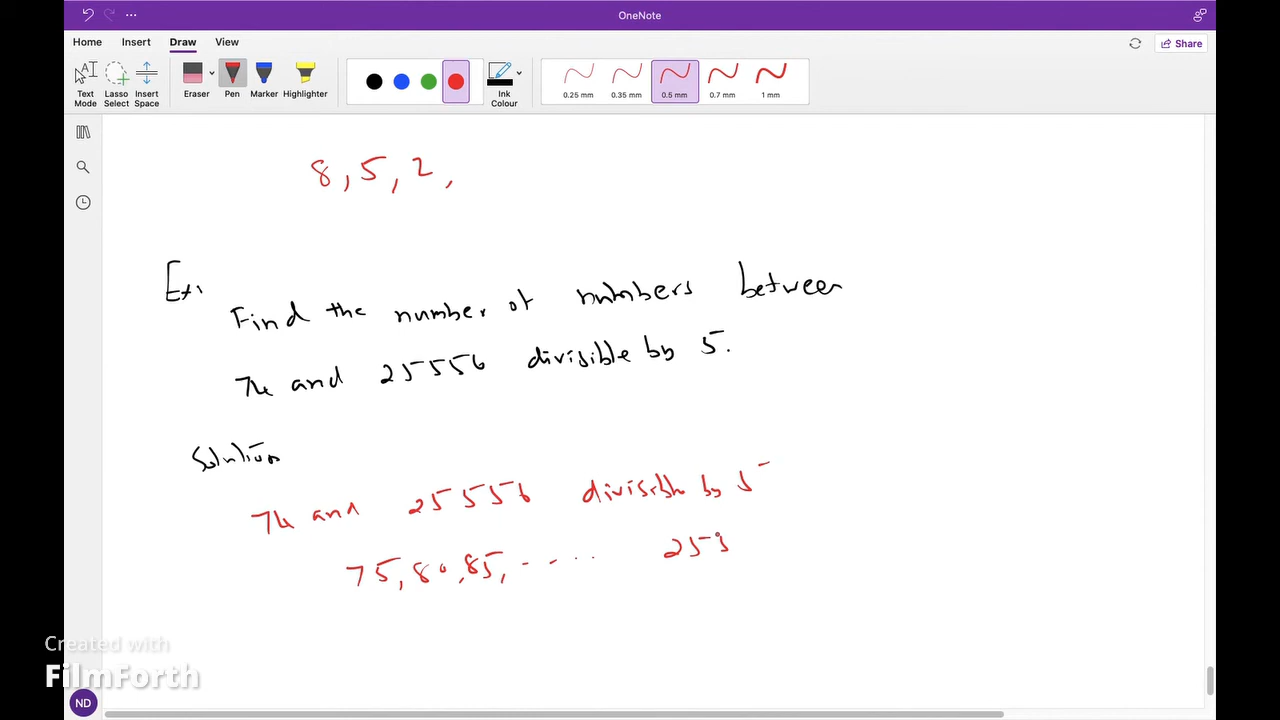 OneNote
Home Insert Draw View
Share
Text Mode
Lasso Select
Insert Space
Eraser
Pen
Marker
Highlighter
Ink Colour
0.25 mm
0.35 mm
0.5 mm
0.7 mm
1 mm
8, 5, 2,
Ex:
Find the number of numbers between
74 and 25556 divisible by 5.
Solution
74 and 25556 divisible by 5
75, 80, 85, - - . . 255
Created with
FilmForth
ND